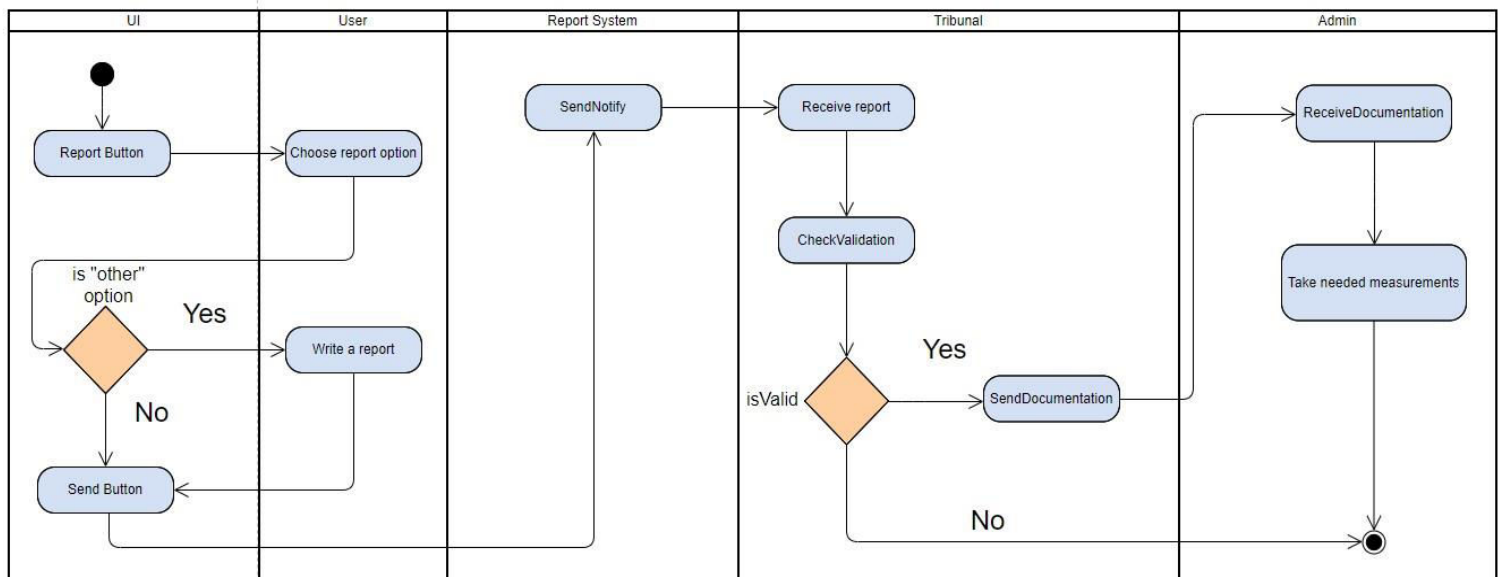 UI
User
Report System
Tribunal
Admin
Report Button
Choose report option
SendNotify
Receive report
ReceiveDocumentation
CheckValidation
is "other"
option
Yes
Write a report
No
Send Button
isValid
Yes
SendDocumentation
No
Take needed measurements